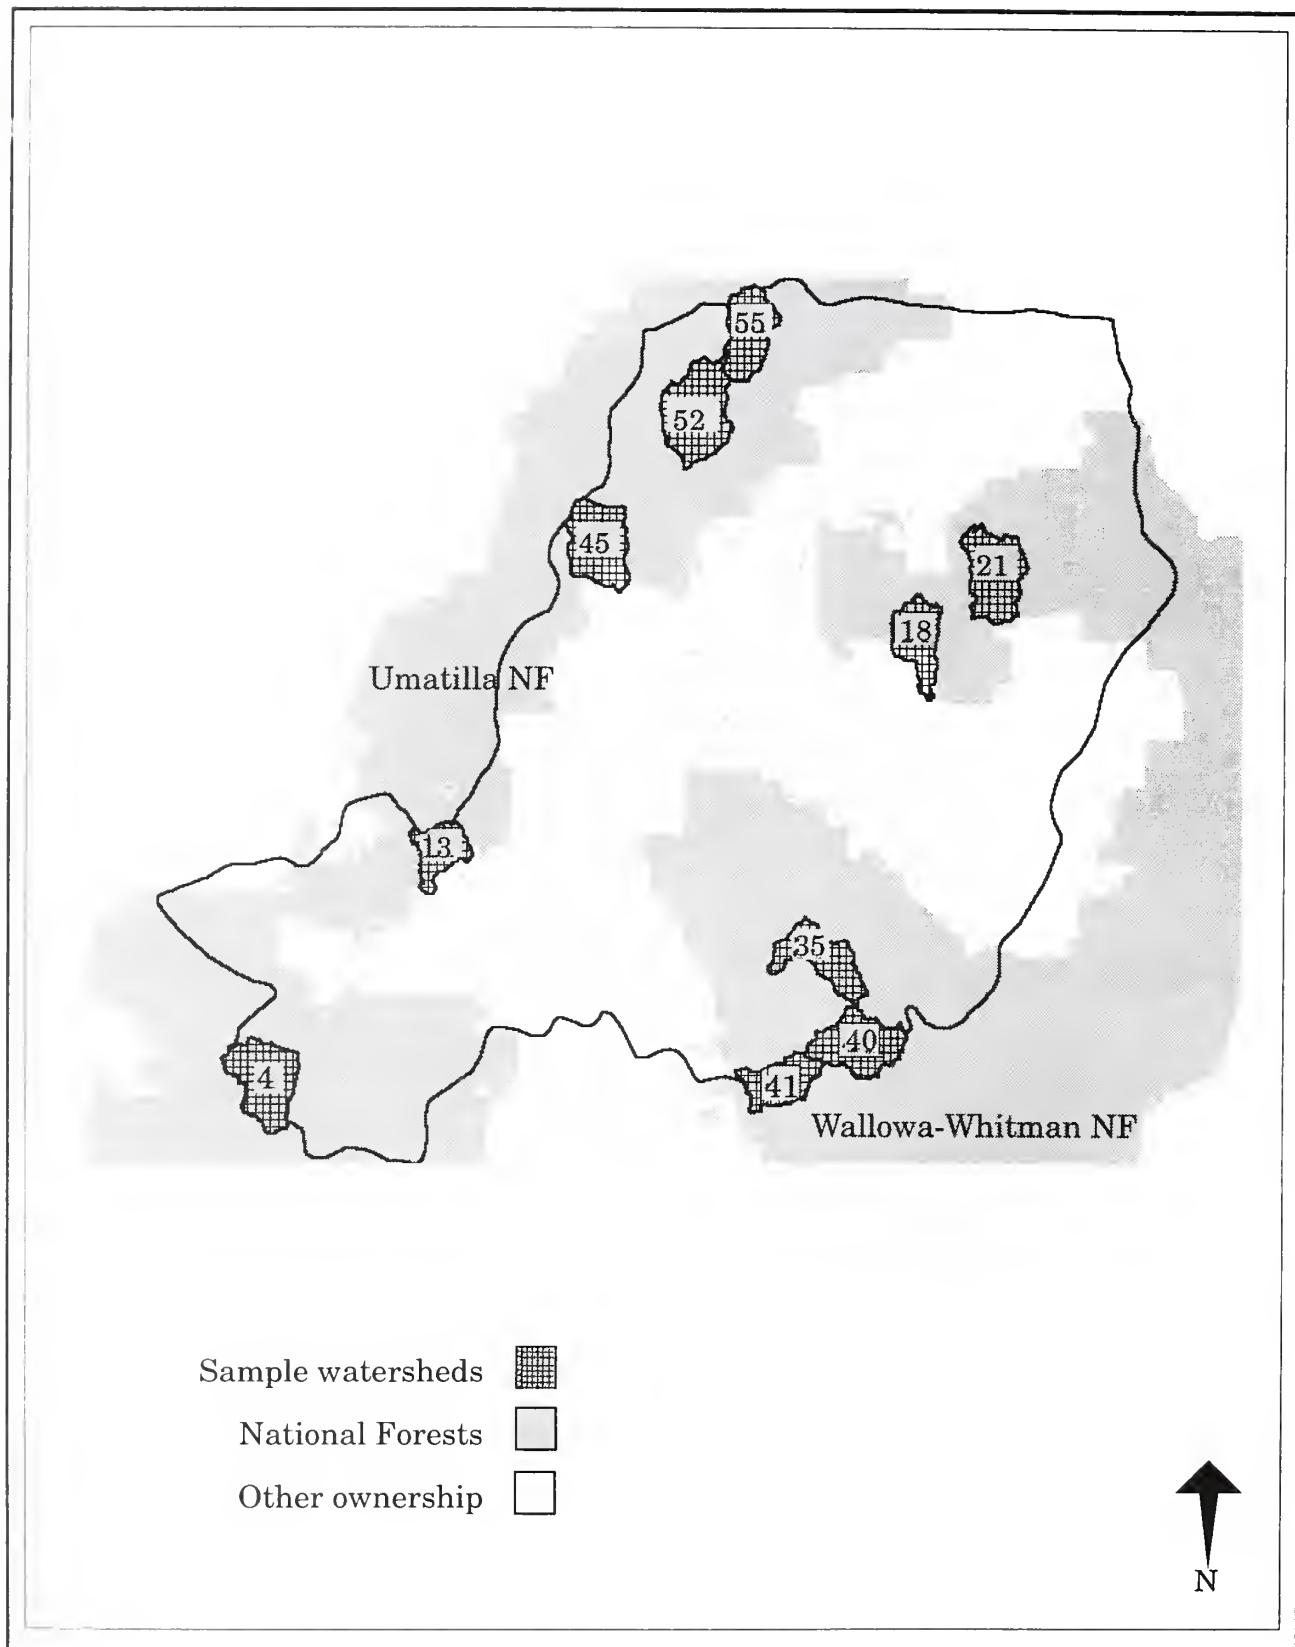 55
52
45
21
18
Umatilla NF
13
35
40
4
41
Wallowa-Whitman NF
Sample watersheds
National Forests
Other ownership
N